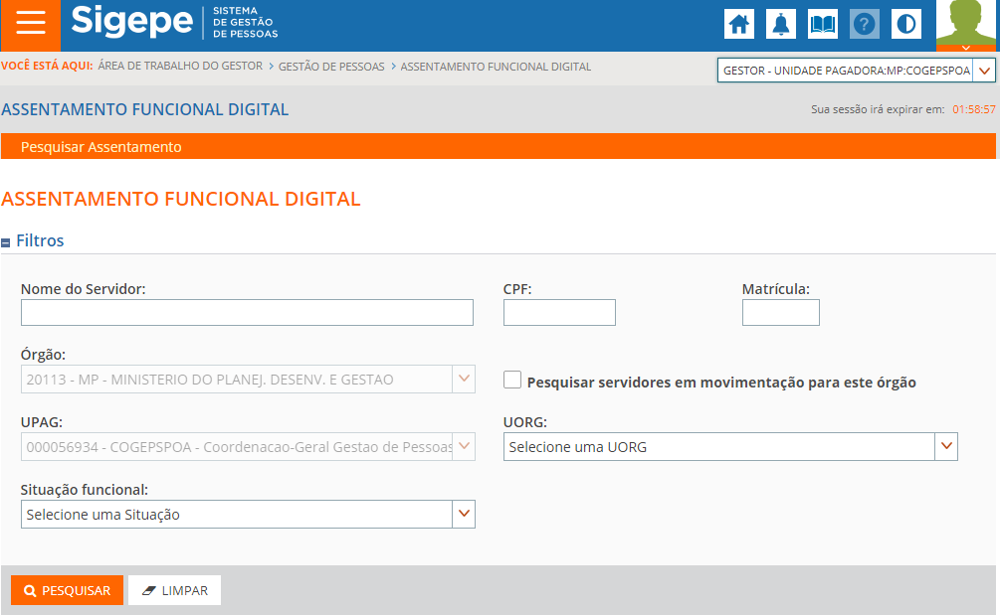 Sigepe
SISTEMA
DE GESTÃO
DE PESSOAS
VOCÊ ESTÁ AQUI: ÁREA DE TRABALHO DO GESTOR > GESTÃO DE PESSOAS > ASSENTAMENTO FUNCIONAL DIGITAL
GESTOR - UNIDADE PAGADORA:MP:COGEPSPOA
ASSENTAMENTO FUNCIONAL DIGITAL
Sua sessão irá expirar em: 01:58:57
Pesquisar Assentamento
ASSENTAMENTO FUNCIONAL DIGITAL
Filtros
Nome do Servidor:
CPF:
Matrícula:
Órgão:
20113 - MP - MINISTERIO DO PLANEJ. DESENV. E GESTAO
Pesquisar servidores em movimentação para este órgão
UPAG:
000056934 - COGEPSPOA - Coordenacao-Geral Gestao de Pessoas
UORG:
Selecione uma UORG
Situação funcional:
Selecione uma Situação
PESQUISAR
LIMPAR